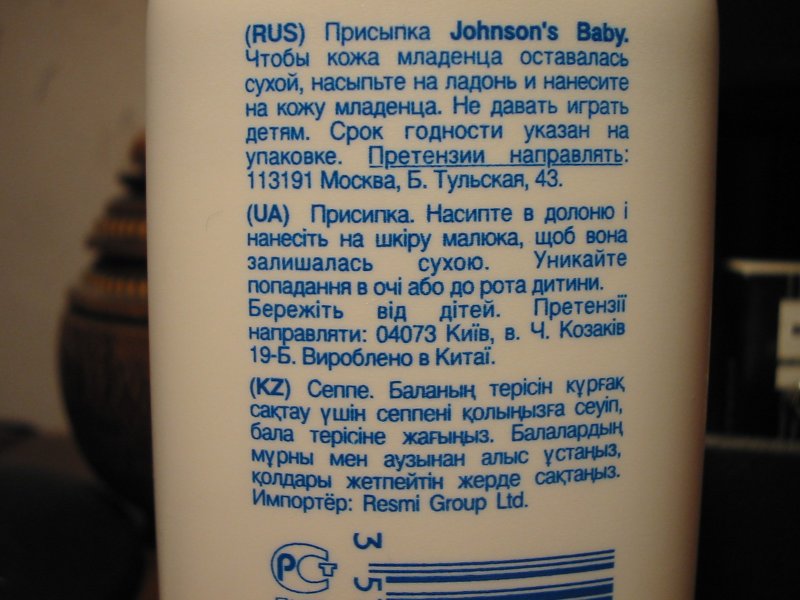 (RUS) Присыпка Johnson's Baby.
Чтобы кожа младенца оставалась
сухой, насыпьте на ладонь и нанесите
на кожу младенца. Не давать играть
детям. Срок годности указан на
упаковке. Претензии направлять:
113191 Москва, Б. Тульская, 43.
(UA) Присипка. Насипте в долоню і
нанесіть на шкіру малюка, щоб вона
залишалась сухою. Уникайте
попадання в очі або до рота дитини.
Бережіть від дітей. Претензії
направляти: 04073 Київ, в. Ч. Козаків
19-Б. Вироблено в Китаї.
(KZ) Сеппе. Баланың терісін құрғақ
сақтау үшін сеппені қолыңызға сеуіп,
бала терісіне жағыңыз. Балалардың
мұрны мен аузынан алыс ұстаңыз,
қолдары жетпейтін жерде сақтаңыз.
Импортёр: Resmi Group Ltd.
РСТ
3 5